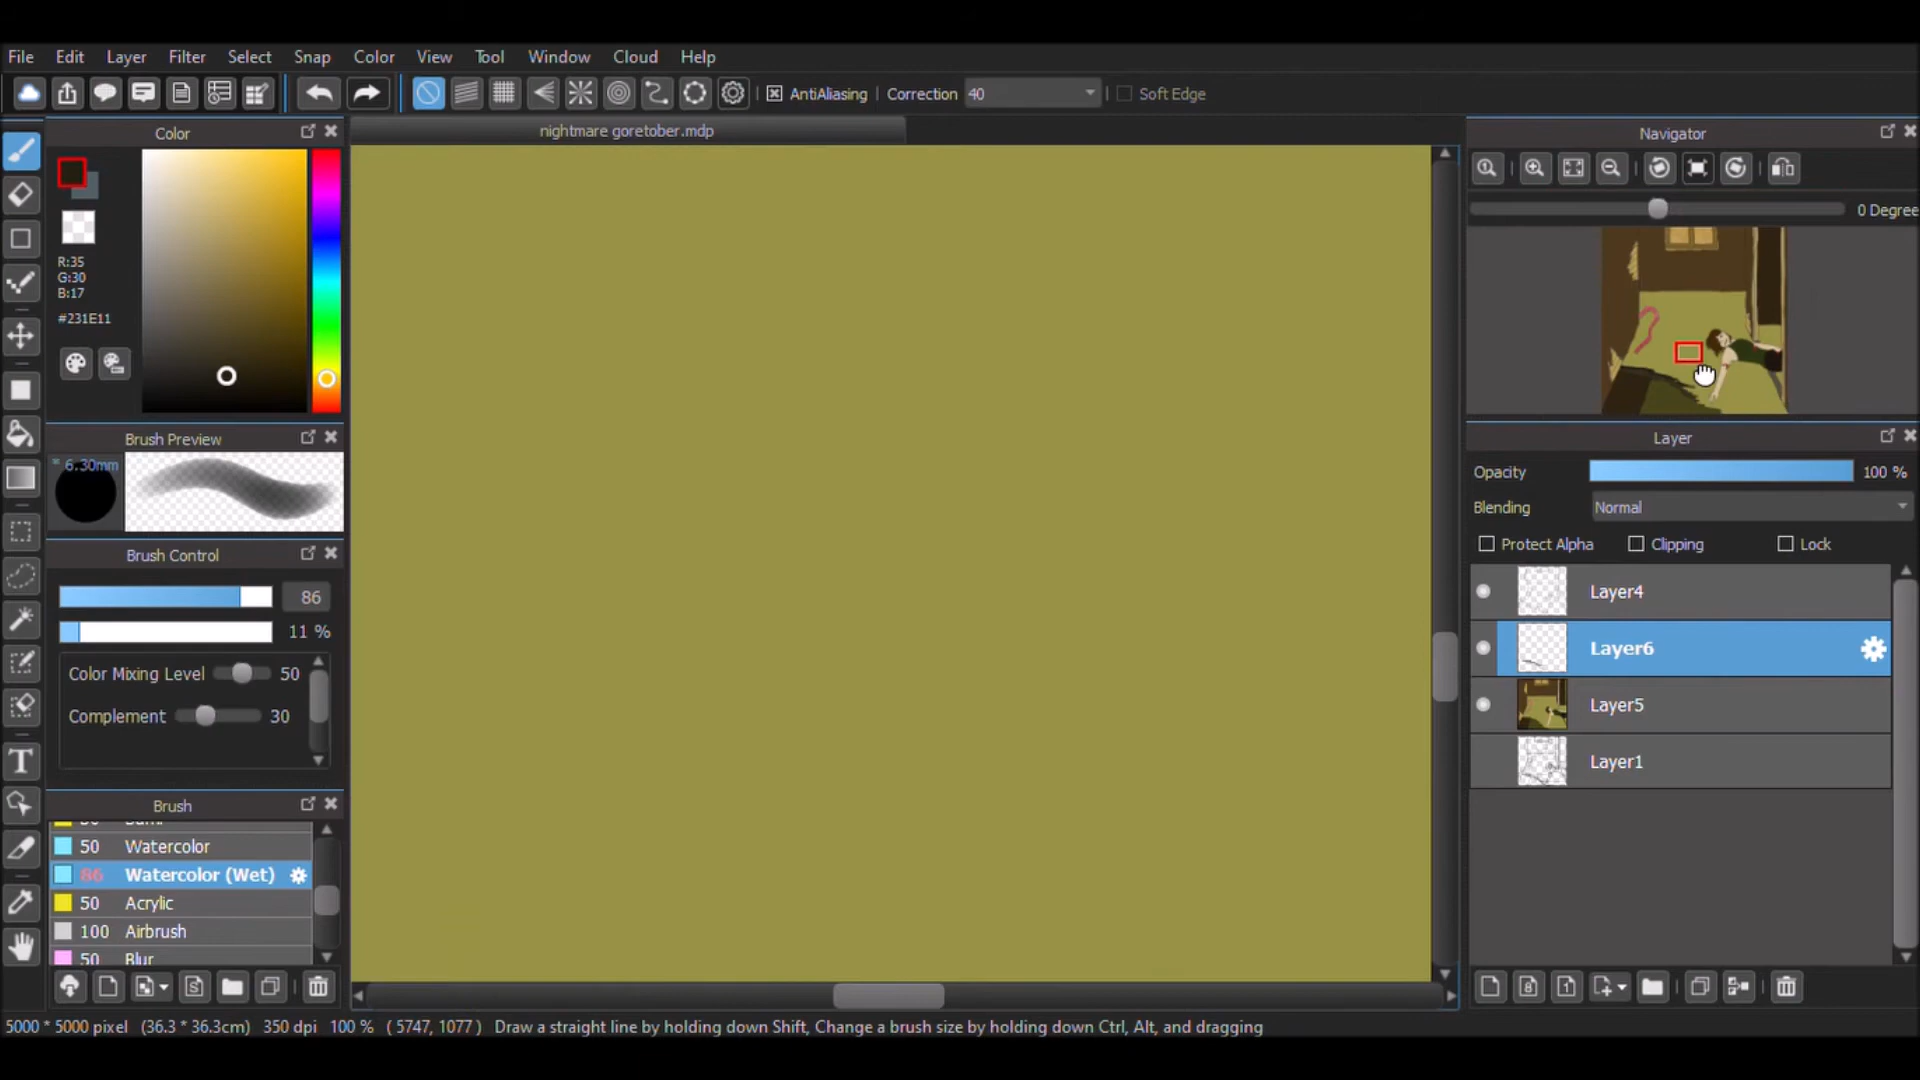 File Edit Layer Filter Select Snap Color View Tool Window Cloud Help
AntiAliasing Correction 40 Soft Edge
Color
nightmare goretober.mdp
Navigator
R:35
G:30
B:17
#231E11
0 Degree
Brush Preview
* 6.30mm
Layer
Opacity 100 %
Blending Normal
Protect Alpha Clipping Lock
Brush Control
86
11 %
Color Mixing Level 50
Complement 30
Layer4
Layer6
Layer5
Layer1
Brush
50 Watercolor
86 Watercolor (Wet)
50 Acrylic
100 Airbrush
50 Blur
5000 * 5000 pixel (36.3 * 36.3cm) 350 dpi 100 % ( 5747, 1077 ) Draw a straight line by holding down Shift, Change a brush size by holding down Ctrl, Alt, and dragging